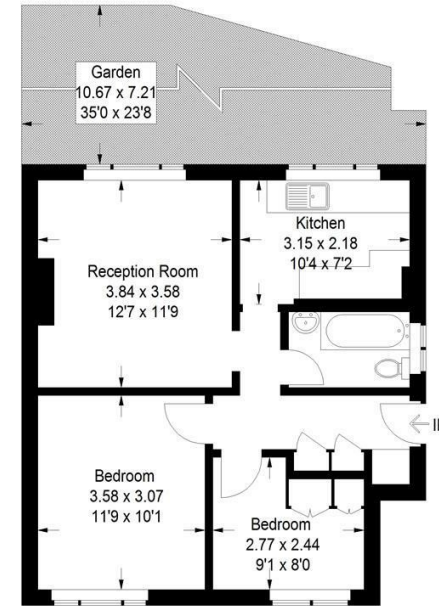 Garden
10.67 x 7.21
35'0 x 23'8
Kitchen
3.15 x 2.18
10'4 x 7'2
Reception Room
3.84 x 3.58
12'7 x 11'9
Bedroom
3.58 x 3.07
11'9 x 10'1
Bedroom
2.77 x 2.44
9'1 x 8'0